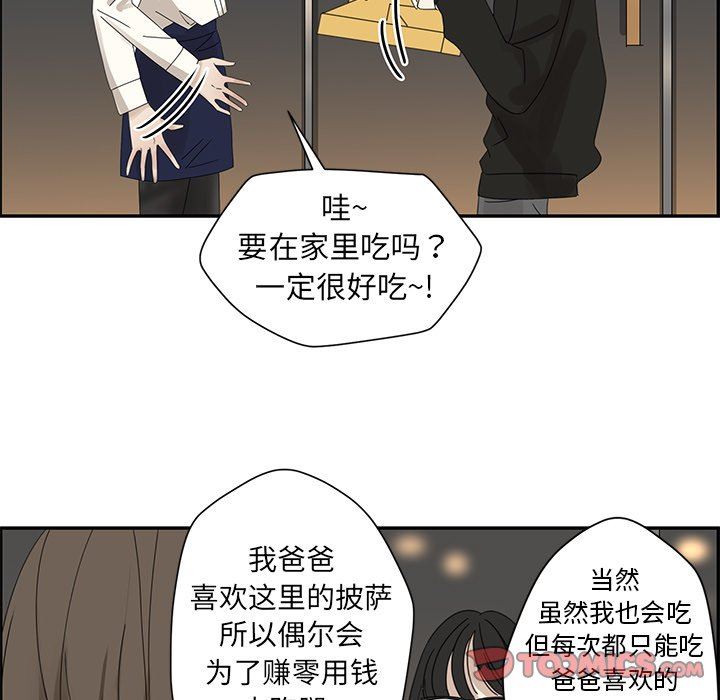 哇~
要在家里吃吗？
一定很好吃~!
我爸爸
喜欢这里的披萨
所以偶尔会
为了赚零用钱
当然
虽然我也会吃
但每次都只能吃
爸爸喜欢的
TOOMICS
.COM